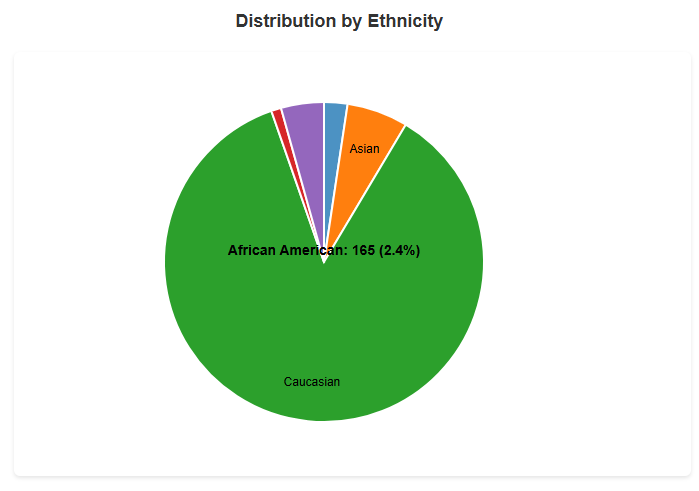 Distribution by Ethnicity
Asian
African American: 165 (2.4%)
Caucasian